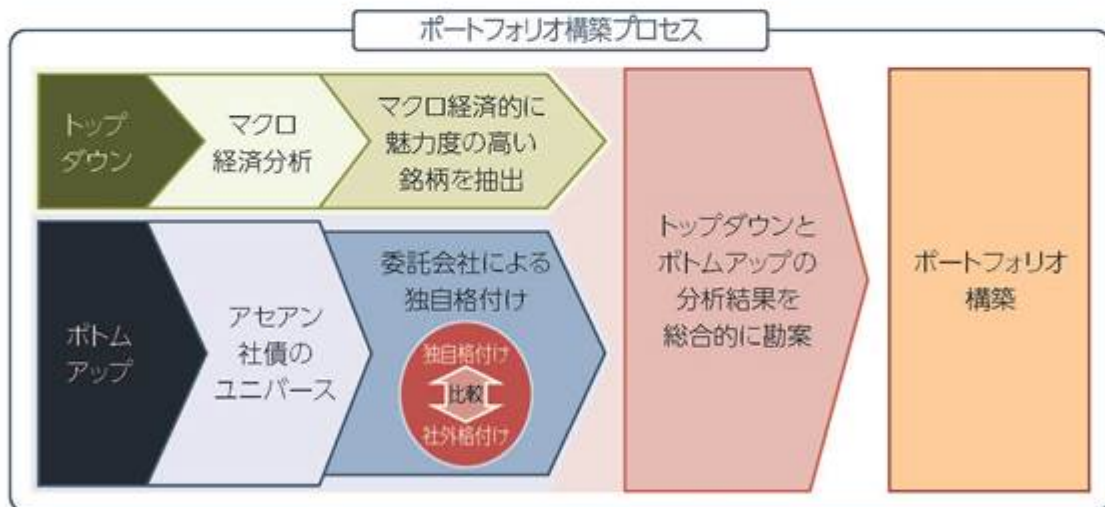 ポートフォリオ構築プロセス
トップ
ダウン
マクロ
経済分析
マクロ経済的に
魅力度の高い
銘柄を抽出
ボトム
アップ
アセアン
社債の
ユニバース
委託会社による
独自格付け
独自格付け
比較
社外格付け
トップダウンと
ボトムアップの
分析結果を
総合的に勘案
ポートフォリオ
構築